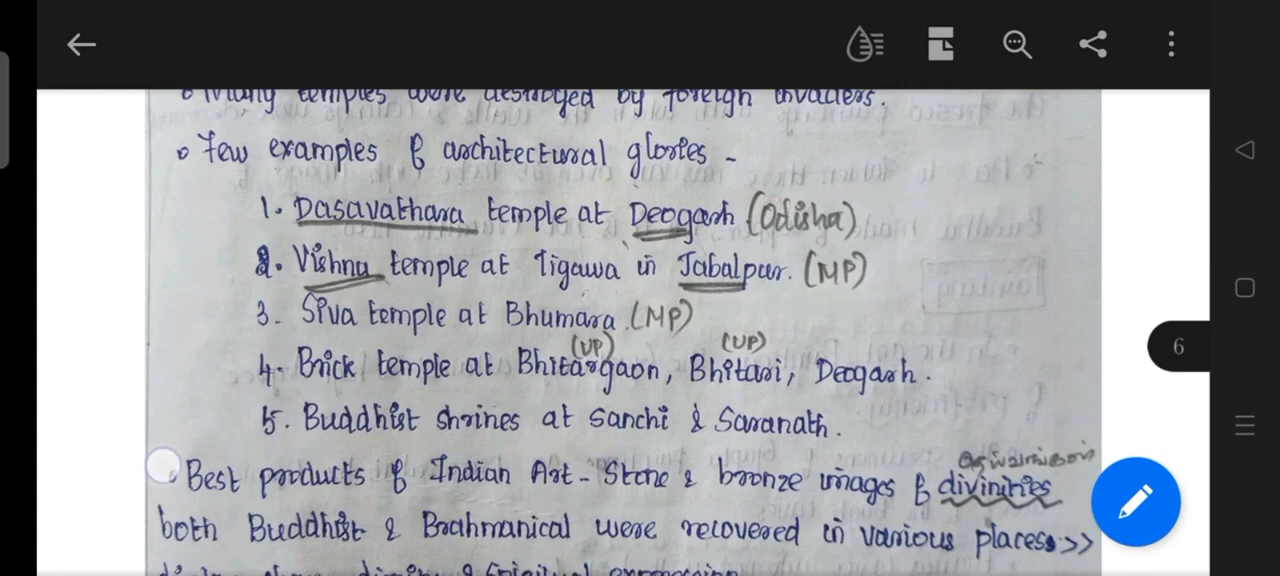 temples were destroyed by foreign invaders.
o Few examples of architectural glories -
1. Dasavathara temple at Deogarh (Odisha)
2. Vishnu temple at Tigawa in Jabalpur. (MP)
3. Siva temple at Bhumara. (MP)
(UP) (UP)
4. Brick temple at Bhitargaon, Bhitari, Deogarh.
5. Buddhist shrines at Sanchi & Saranath.
6
Best products of Indian Art - Stone & bronze images of divinities
both Buddhist & Brahmanical were recovered in various places >>